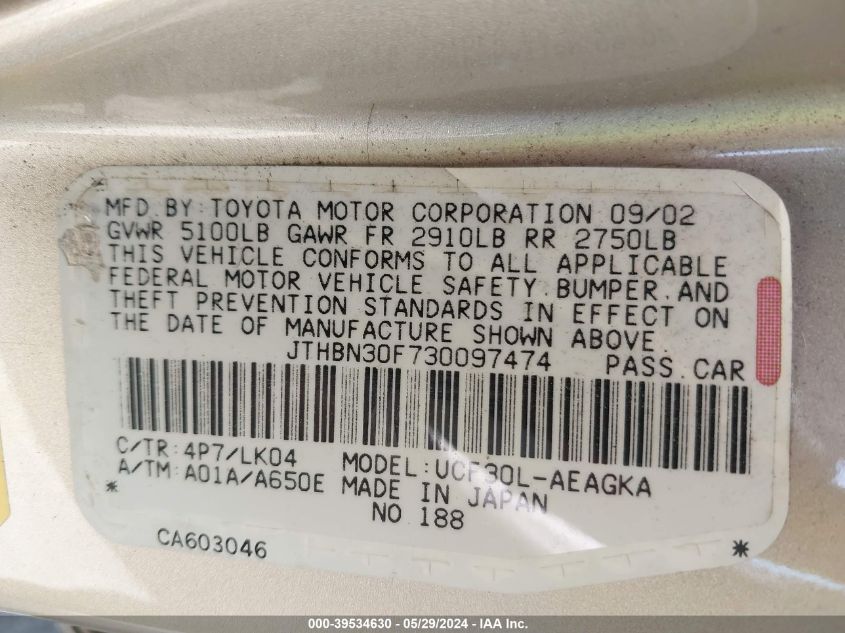 MFD.BY:TOYOTA MOTOR CORPORATION 09/02
GVWR 5100LB GAWR FR 2910LB RR 2750LB
THIS VEHICLE CONFORMS TO ALL APPLICABLE
FEDERAL MOTOR VEHICLE SAFETY.BUMPER.AND
THEFT PREVENTION STANDARDS IN EFFECT ON
THE DATE OF MANUFACTURE SHOWN ABOVE.
JTHBN30F730097474 PASS.CAR
C/TR:4P7/LK04 MODEL:UCF30L-AEAGKA
A/TM:A01A/A650E MADE IN JAPAN
* NO.188
CA603046 *
000-39534630 - 05/29/2024 - IAA Inc.